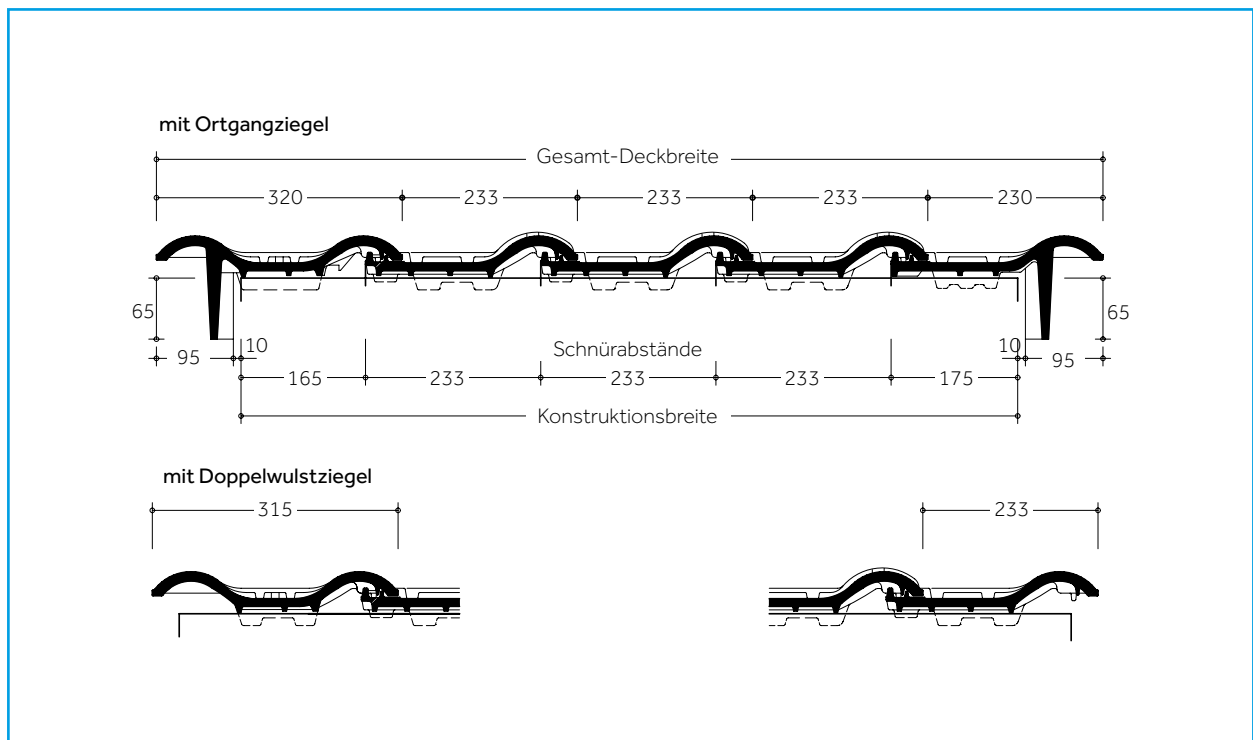 mit Ortgangziegel
Gesamt-Deckbreite
320 233 233 233 230
65 65
95 10 Schnürabstände 10 95
165 233 233 233 175
Konstruktionsbreite
mit Doppelwulstziegel
315 233